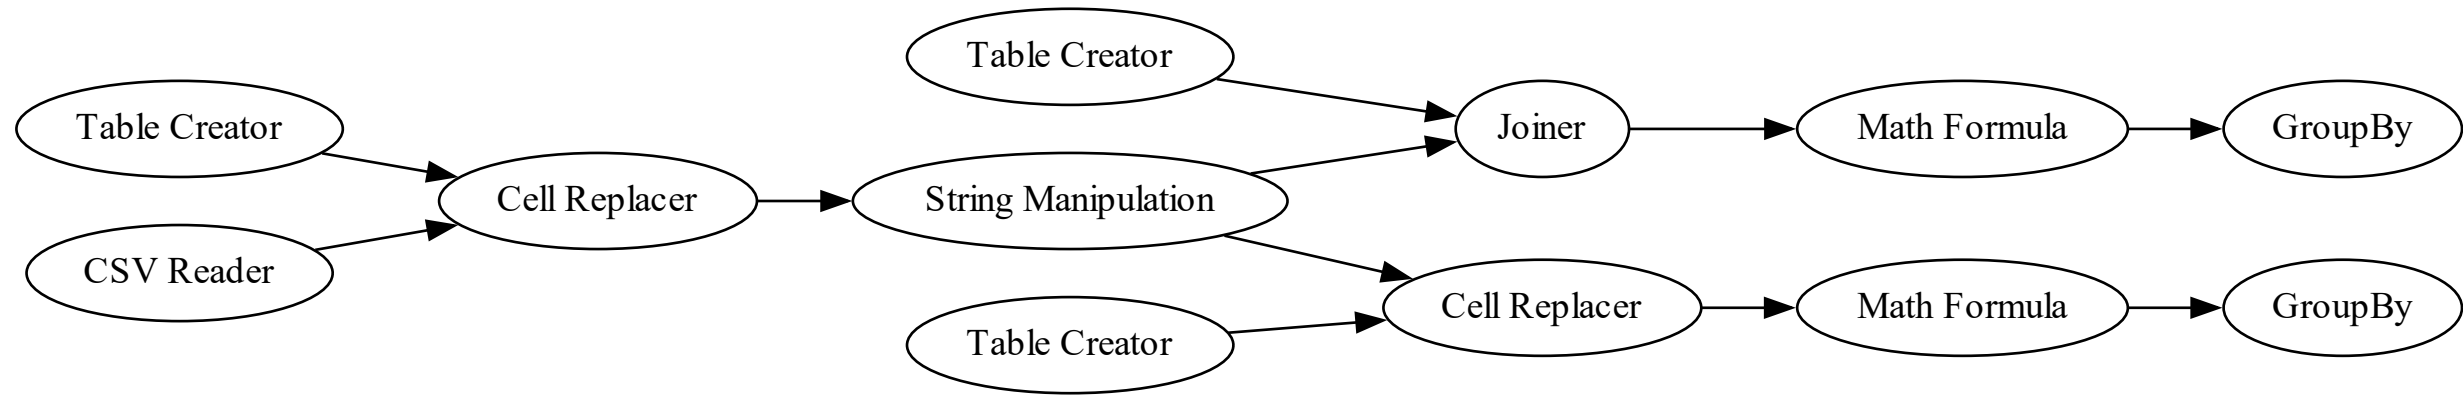 Table Creator
Table Creator
Joiner
Math Formula
GroupBy
Cell Replacer
String Manipulation
CSV Reader
Cell Replacer
Math Formula
GroupBy
Table Creator